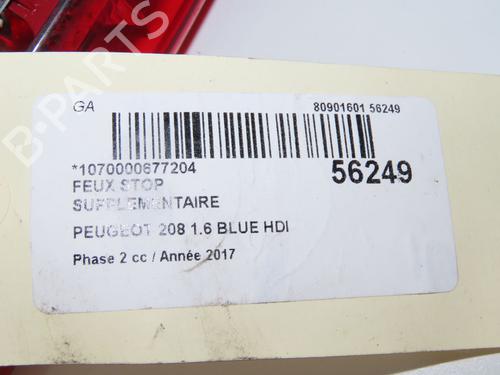 B-PARTS
GA 80901601 56249
*1070000677204 56249
FEUX STOP
SUPPLEMENTAIRE
PEUGEOT 208 1.6 BLUE HDI
Phase 2 cc / Année 2017